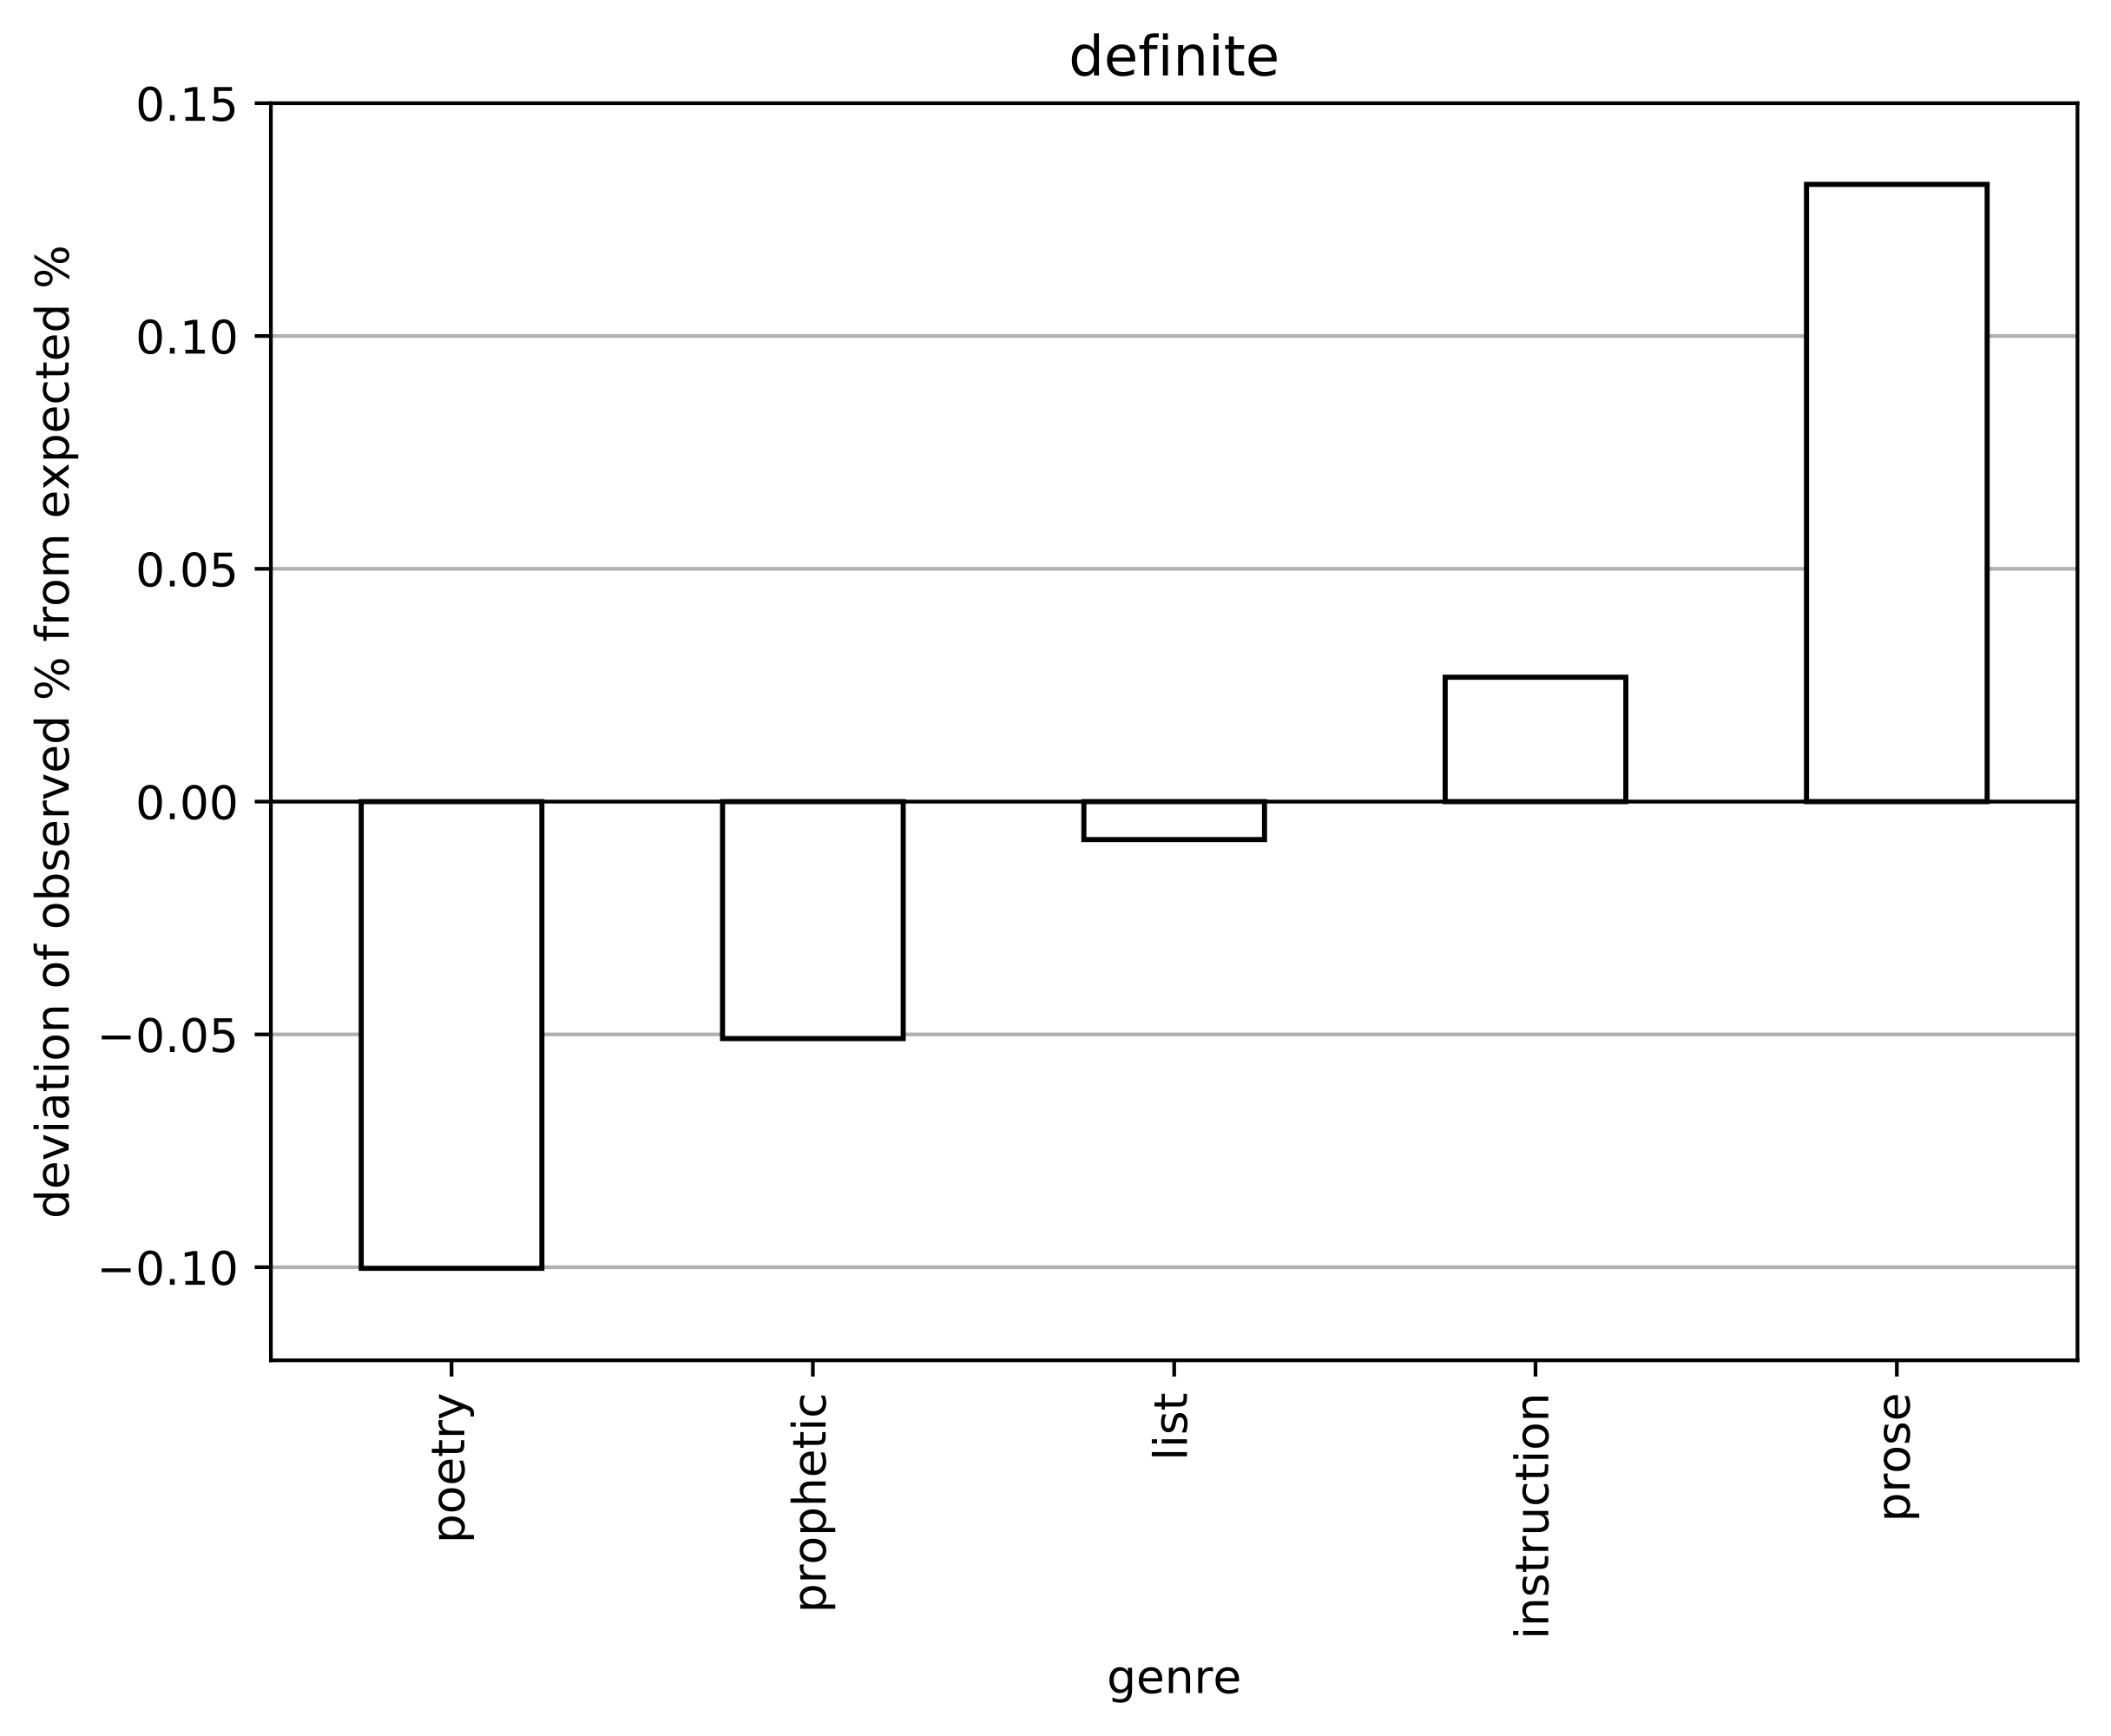 definite
deviation of observed % from expected %
0.15
0.10
0.05
0.00
−0.05
−0.10
poetry
prophetic
list
instruction
prose
genre